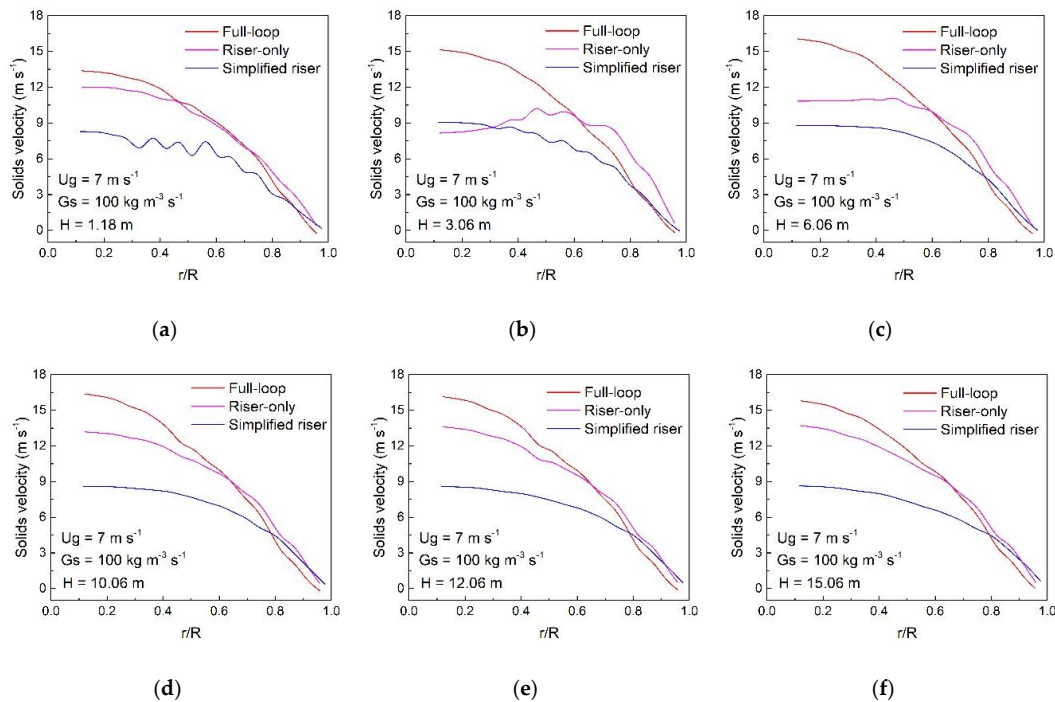 18
15
12
9
6
3
0
Solids velocity (m s⁻¹)
Full-loop
Riser-only
Simplified riser
Ug = 7 m s⁻¹
Gs = 100 kg m⁻³ s⁻¹
H = 1.18 m
0.0 0.2 0.4 0.6 0.8 1.0
r/R
(a)
18
15
12
9
6
3
0
Solids velocity (m s⁻¹)
Full-loop
Riser-only
Simplified riser
Ug = 7 m s⁻¹
Gs = 100 kg m⁻³ s⁻¹
H = 3.06 m
0.0 0.2 0.4 0.6 0.8 1.0
r/R
(b)
18
15
12
9
6
3
0
Solids velocity (m s⁻¹)
Full-loop
Riser-only
Simplified riser
Ug = 7 m s⁻¹
Gs = 100 kg m⁻³ s⁻¹
H = 6.06 m
0.0 0.2 0.4 0.6 0.8 1.0
r/R
(c)
18
15
12
9
6
3
0
Solids velocity (m s⁻¹)
Full-loop
Riser-only
Simplified riser
Ug = 7 m s⁻¹
Gs = 100 kg m⁻³ s⁻¹
H = 10.06 m
0.0 0.2 0.4 0.6 0.8 1.0
r/R
(d)
18
15
12
9
6
3
0
Solids velocity (m s⁻¹)
Full-loop
Riser-only
Simplified riser
Ug = 7 m s⁻¹
Gs = 100 kg m⁻³ s⁻¹
H = 12.06 m
0.0 0.2 0.4 0.6 0.8 1.0
r/R
(e)
18
15
12
9
6
3
0
Solids velocity (m s⁻¹)
Full-loop
Riser-only
Simplified riser
Ug = 7 m s⁻¹
Gs = 100 kg m⁻³ s⁻¹
H = 15.06 m
0.0 0.2 0.4 0.6 0.8 1.0
r/R
(f)